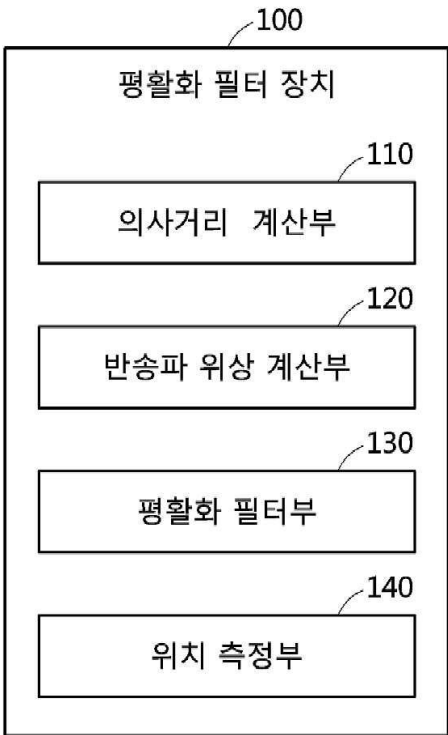 100
평활화 필터 장치
110
의사거리 계산부
120
반송파 위상 계산부
130
평활화 필터부
140
위치 측정부